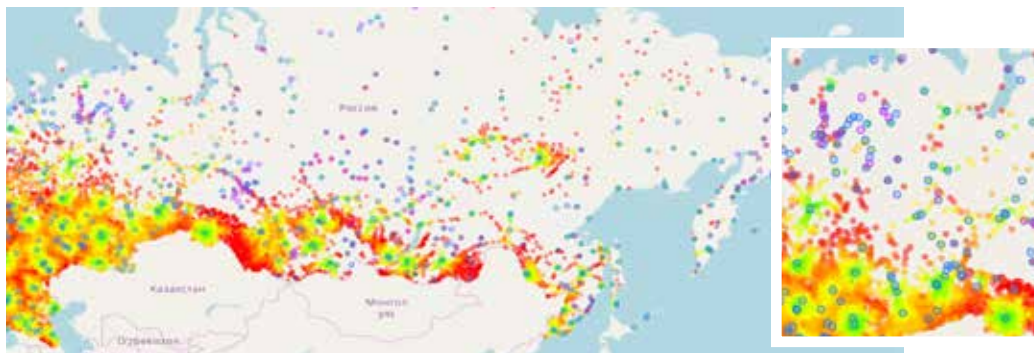 Россия
Казахстан
Монгол
улс